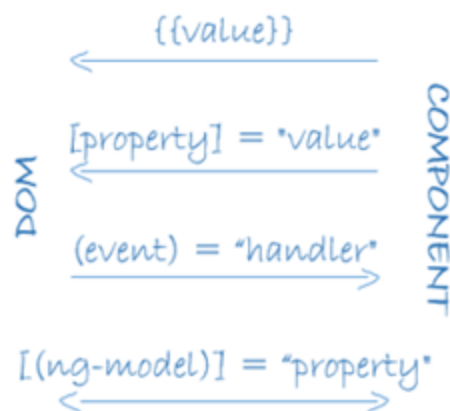 {{value}}
[property] = "value"
DOM
COMPONENT
(event) = "handler"
[(ng-model)] = "property"